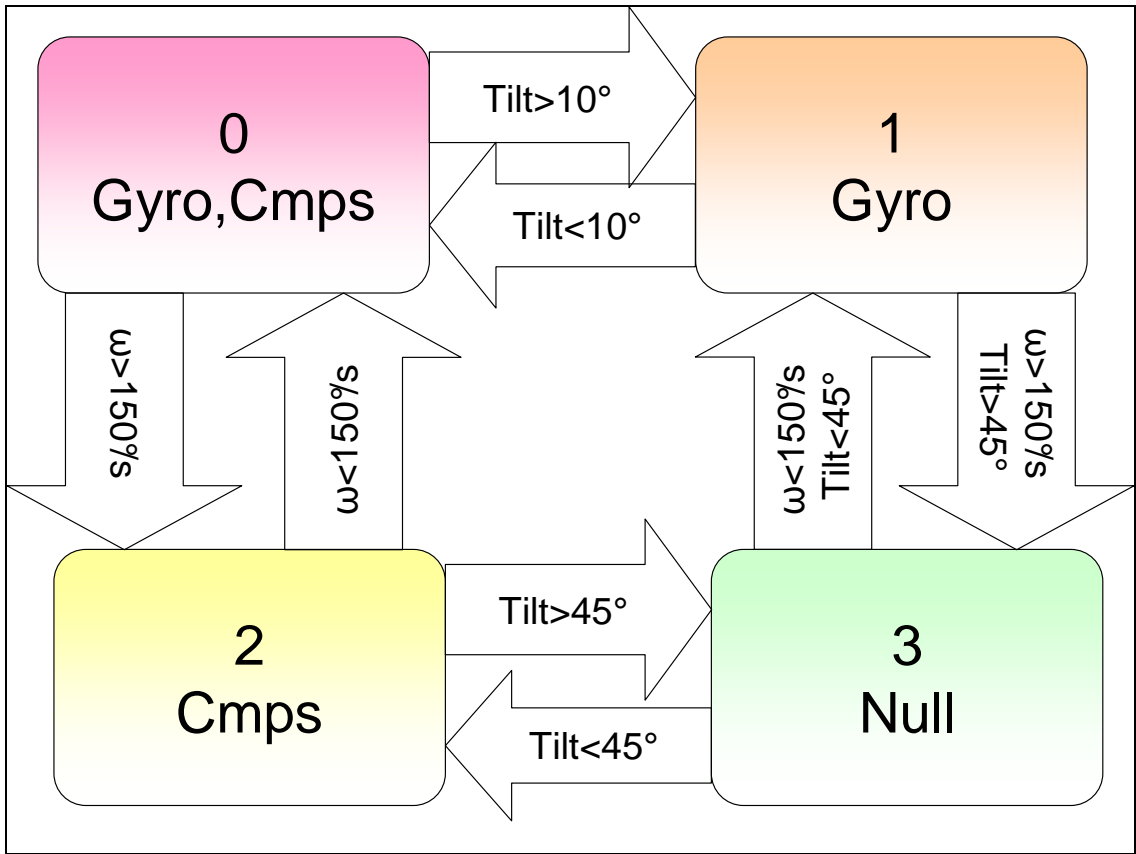 0
Gyro,Cmps
Tilt>10°
Tilt<10°
1
Gyro
ω>150°/s
ω<150°/s
ω<150°/s
Tilt<45°
ω>150°/s
Tilt>45°
2
Cmps
Tilt>45°
Tilt<45°
3
Null